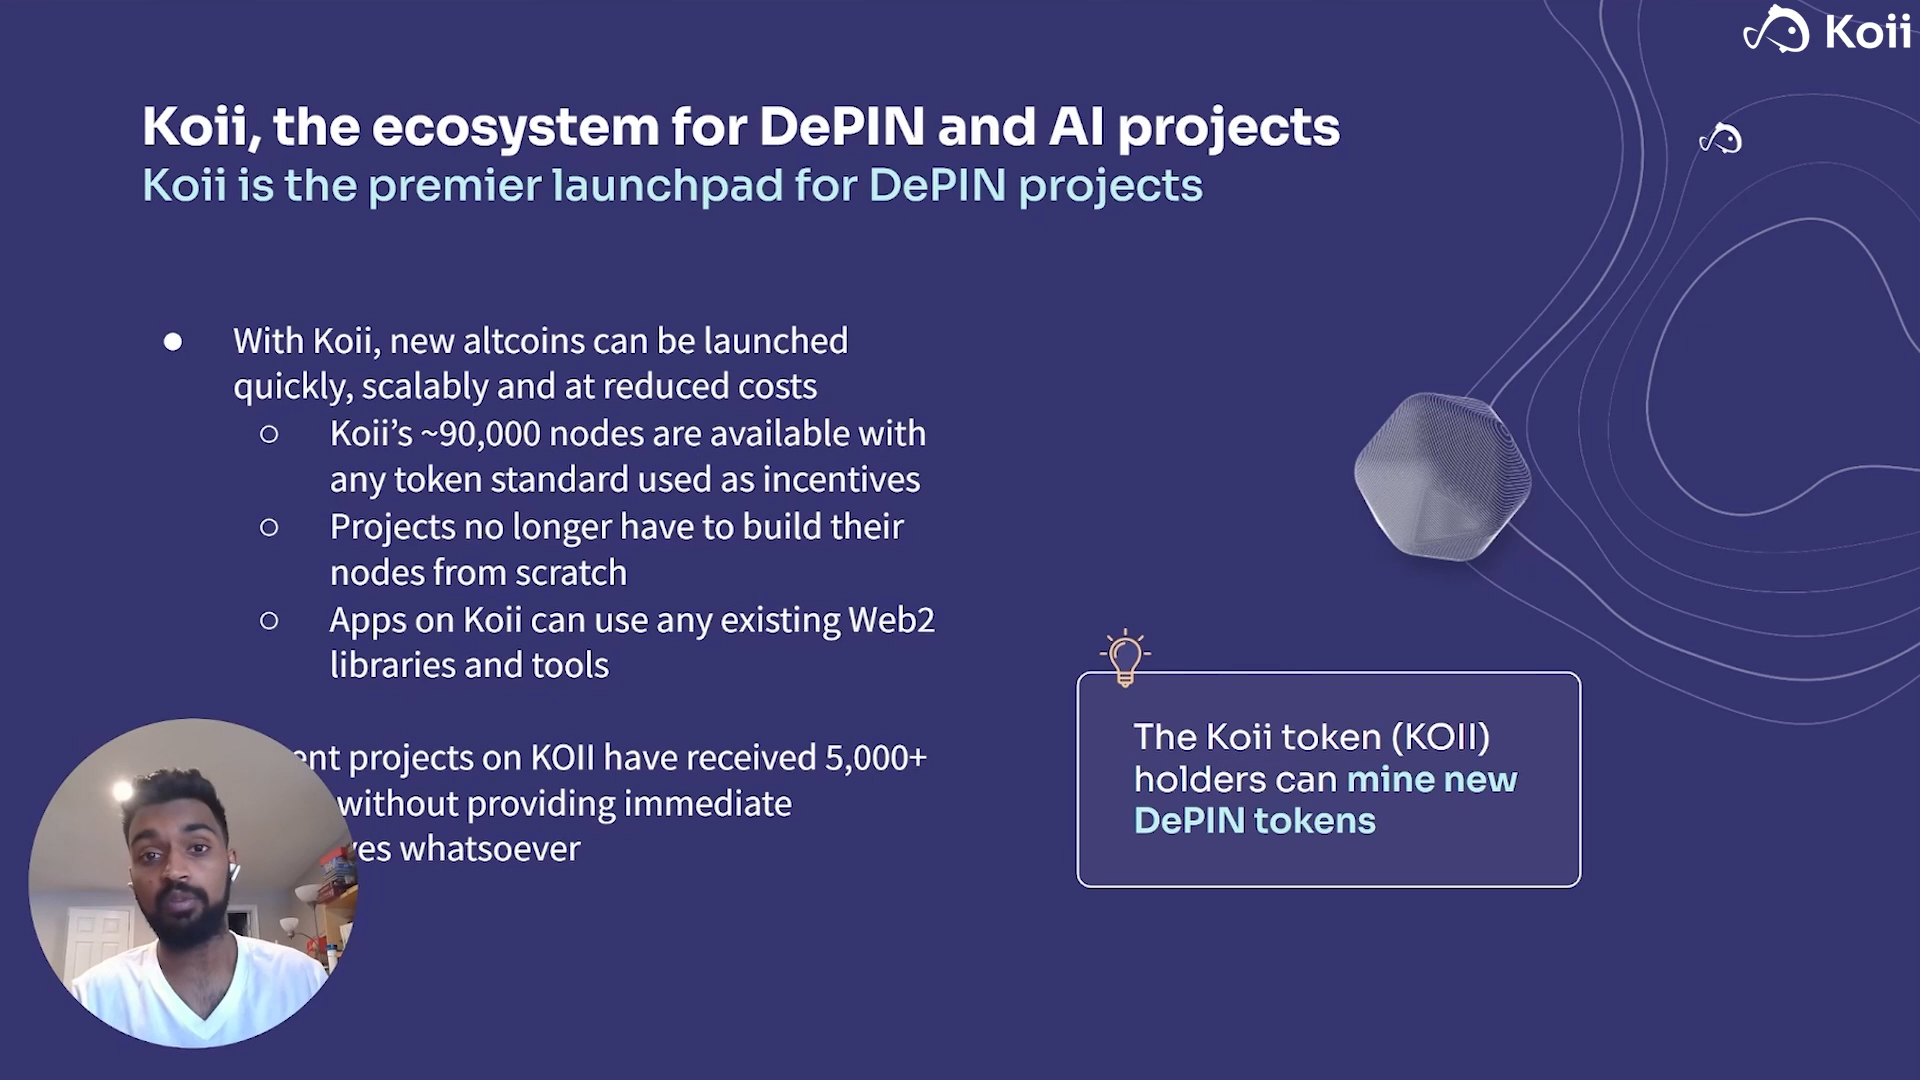 Koii
Koii, the ecosystem for DePIN and AI projects
Koii is the premier launchpad for DePIN projects
● With Koii, new altcoins can be launched
quickly, scalably and at reduced costs
○ Koii’s ~90,000 nodes are available with
any token standard used as incentives
○ Projects no longer have to build their
nodes from scratch
○ Apps on Koii can use any existing Web2
libraries and tools
projects on KOII have received 5,000+
without providing immediate
whatsoever
The Koii token (KOII)
holders can mine new
DePIN tokens